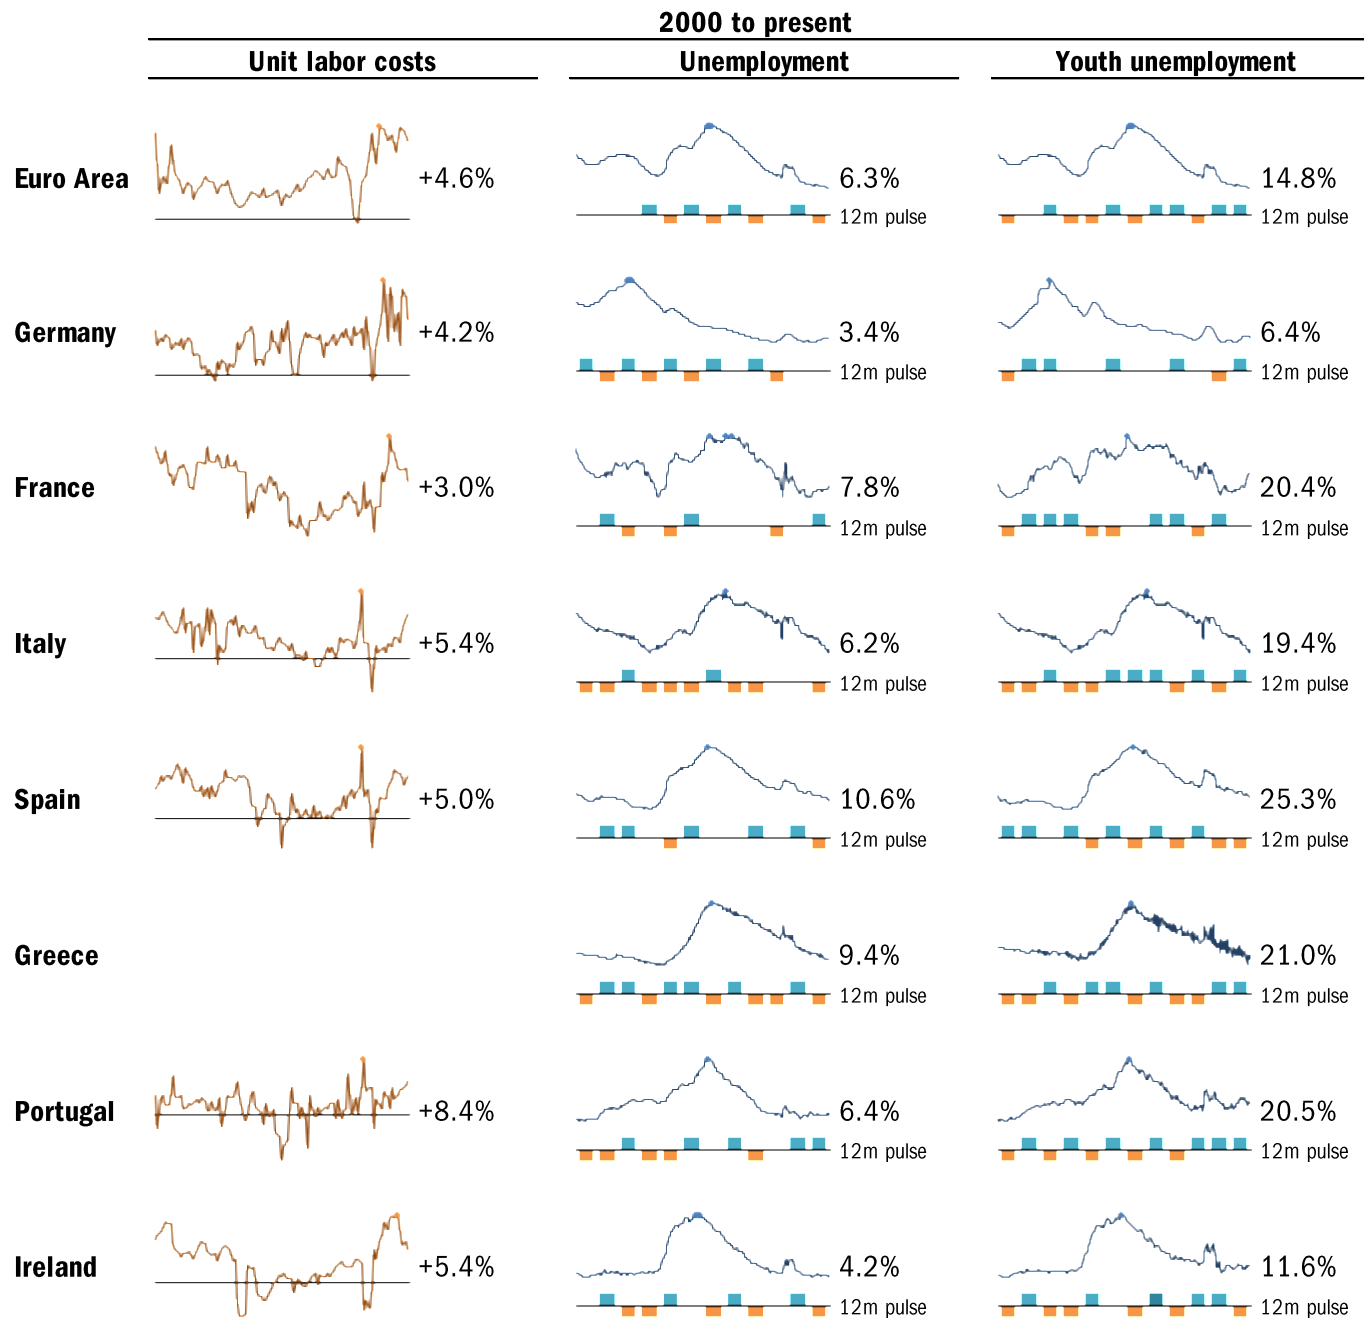 2000 to present
Unit labor costs Unemployment Youth unemployment
Euro Area +4.6% 6.3% 14.8%
12m pulse 12m pulse
Germany +4.2% 3.4% 6.4%
12m pulse 12m pulse
France +3.0% 7.8% 20.4%
12m pulse 12m pulse
Italy +5.4% 6.2% 19.4%
12m pulse 12m pulse
Spain +5.0% 10.6% 25.3%
12m pulse 12m pulse
Greece 9.4% 21.0%
12m pulse 12m pulse
Portugal +8.4% 6.4% 20.5%
12m pulse 12m pulse
Ireland +5.4% 4.2% 11.6%
12m pulse 12m pulse